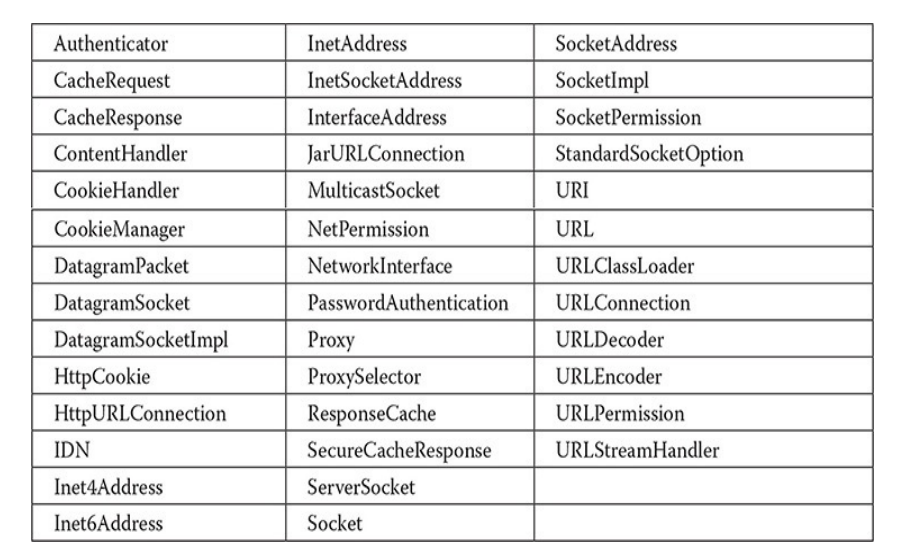 Authenticator InetAddress SocketAddress
CacheRequest InetSocketAddress SocketImpl
CacheResponse InterfaceAddress SocketPermission
ContentHandler JarURLConnection StandardSocketOption
CookieHandler MulticastSocket URI
CookieManager NetPermission URL
DatagramPacket NetworkInterface URLClassLoader
DatagramSocket PasswordAuthentication URLConnection
DatagramSocketImpl Proxy URLDecoder
HttpCookie ProxySelector URLEncoder
HttpURLConnection ResponseCache URLPermission
IDN SecureCacheResponse URLStreamHandler
Inet4Address ServerSocket
Inet6Address Socket